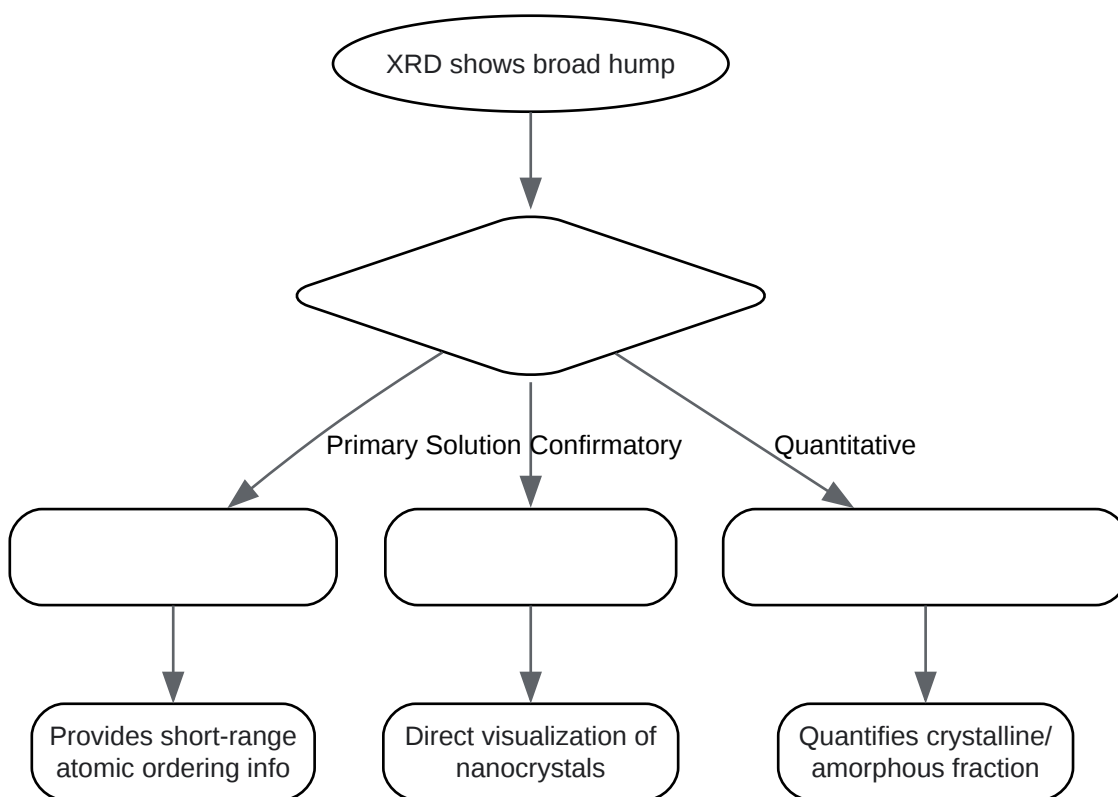 XRD shows broad hump
Primary Solution
Confirmatory
Quantitative
Provides short-range
atomic ordering info
Direct visualization of
nanocrystals
Quantifies crystalline/
amorphous fraction